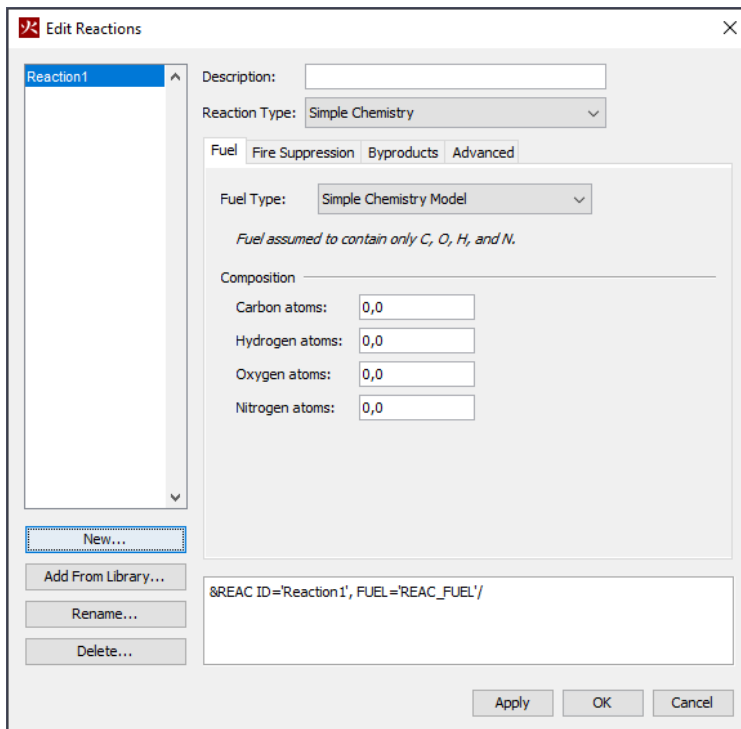 火 Edit Reactions
Reaction1
Description:
Reaction Type: Simple Chemistry
Fuel Fire Suppression Byproducts Advanced
Fuel Type: Simple Chemistry Model
Fuel assumed to contain only C, O, H, and N.
Composition
Carbon atoms: 0,0
Hydrogen atoms: 0,0
Oxygen atoms: 0,0
Nitrogen atoms: 0,0
New...
Add From Library...
Rename...
Delete...
&REAC ID='Reaction1', FUEL='REAC_FUEL'/
Apply OK Cancel